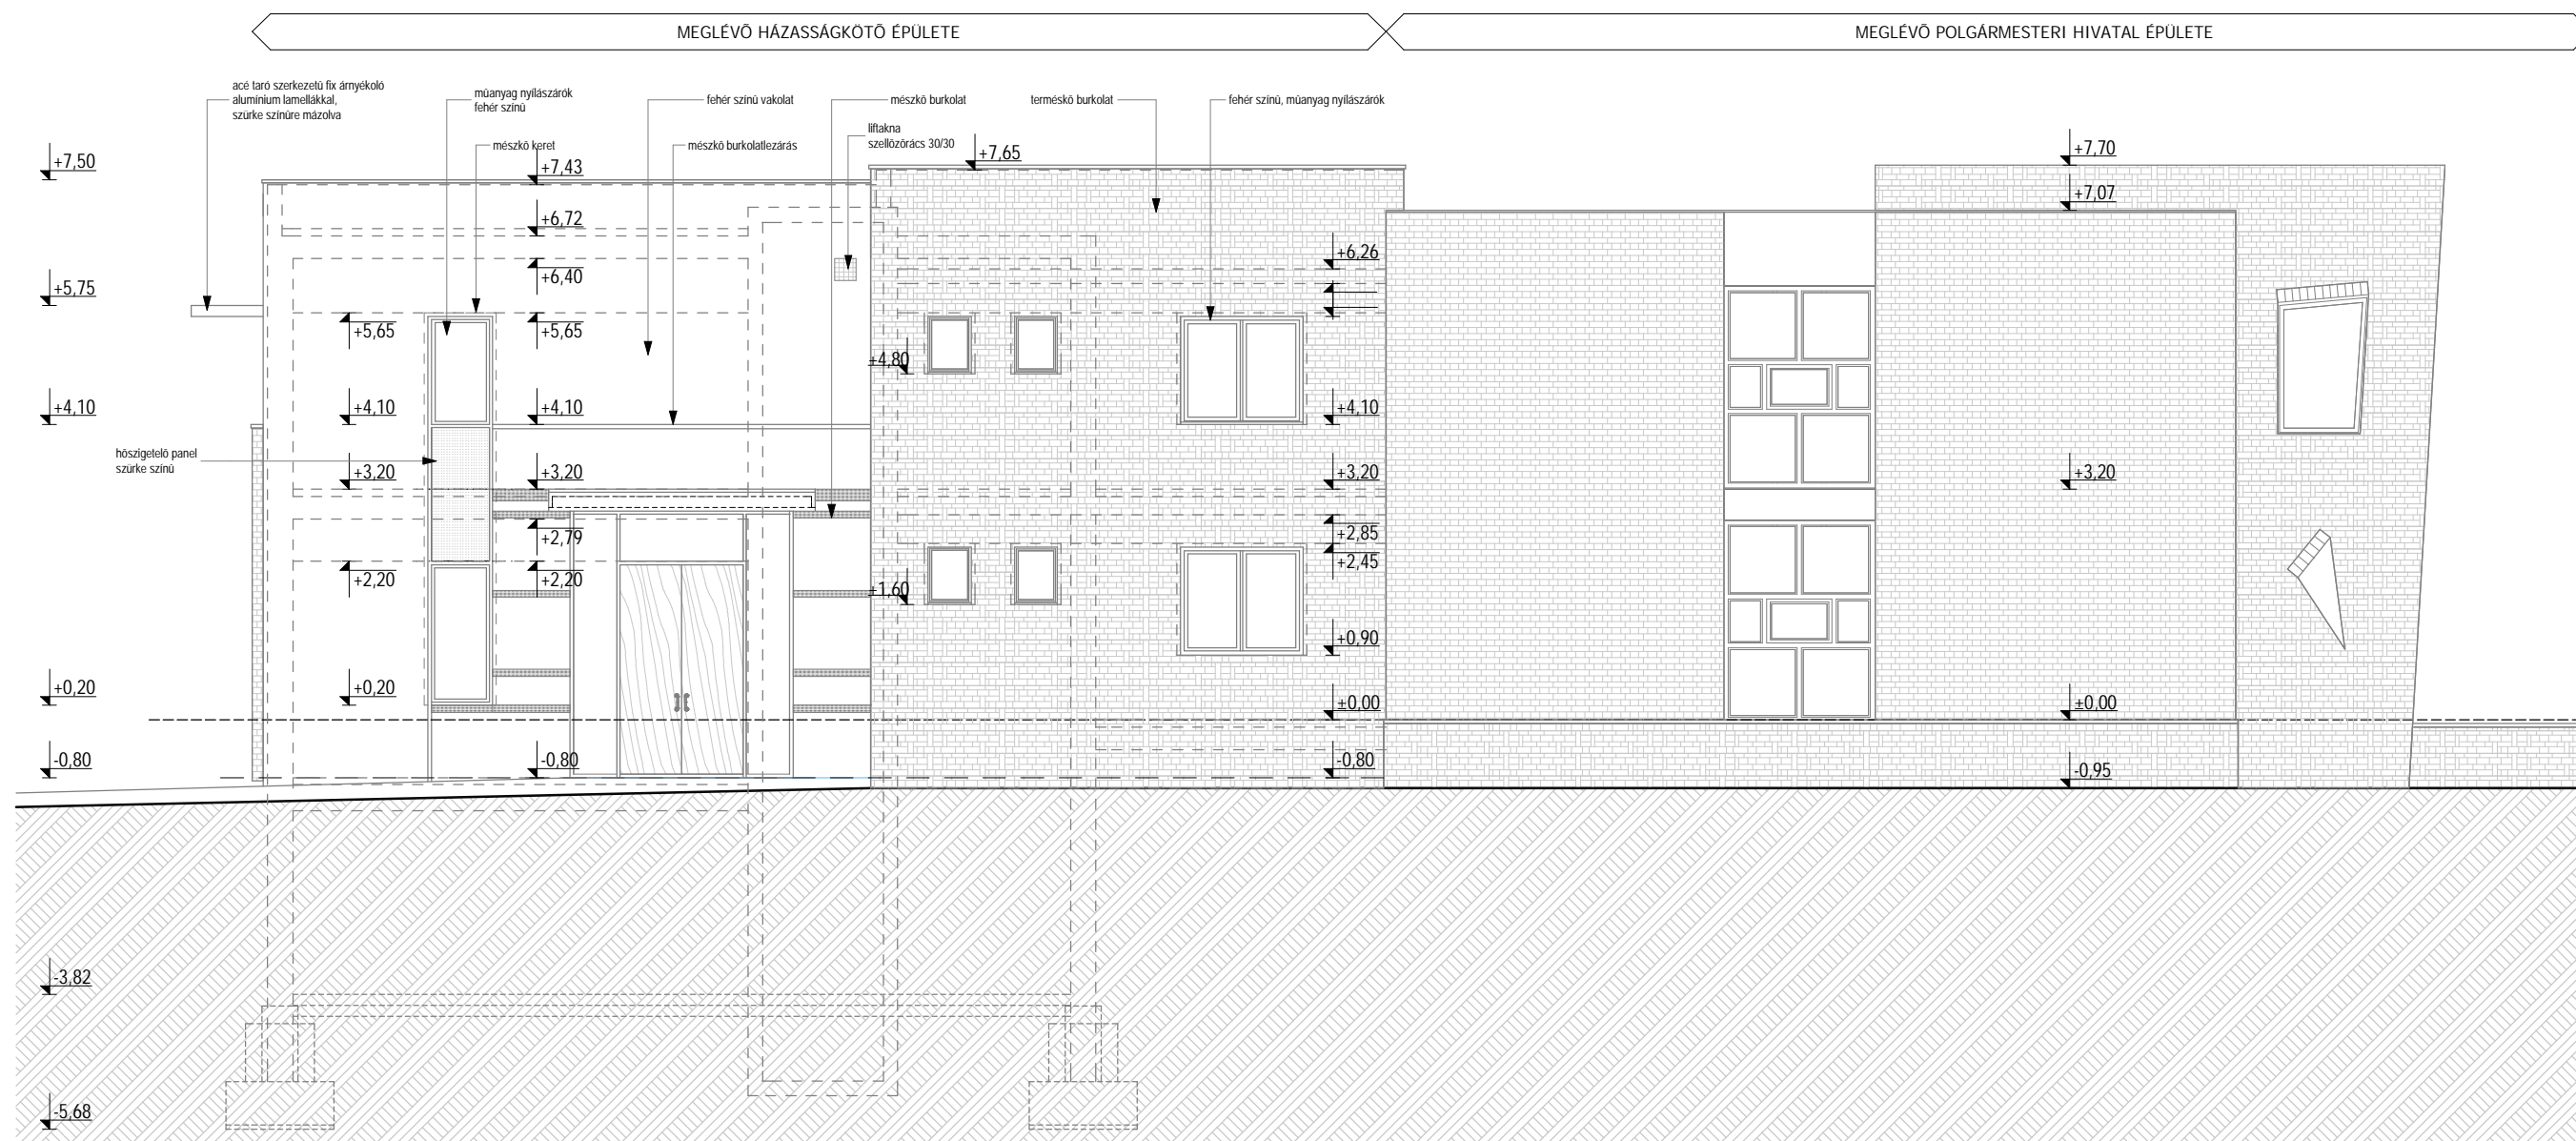 MEGLÉVŐ HÁZASSÁGKÖTŐ ÉPÜLETE
MEGLÉVŐ POLGÁRMESTERI HIVATAL ÉPÜLETE
acé taró szerkezetű fix árnyékoló
alumínium lamellákkal,
szürke színűre mázolva
műanyag nyílászárók
fehér színű
mészkő keret
fehér színű vakolat
mészkő burkolatlezárás
mészkő burkolat
liftakna
szellőzőrács 30/30
terméskő burkolat
fehér színű, műanyag nyílászárók
hőszigetelő panel
szürke színű
+7,50
+5,75
+4,10
+0,20
-0,80
-3,82
-5,68
+5,65
+4,10
+3,20
+2,20
+0,20
+7,43
+6,72
+6,40
+5,65
+4,10
+3,20
+2,79
+2,20
-0,80
+7,65
+4,80
+1,60
+6,26
+4,10
+3,20
+2,85
+2,45
+0,90
±0,00
-0,80
+7,70
+7,07
+3,20
±0,00
-0,95